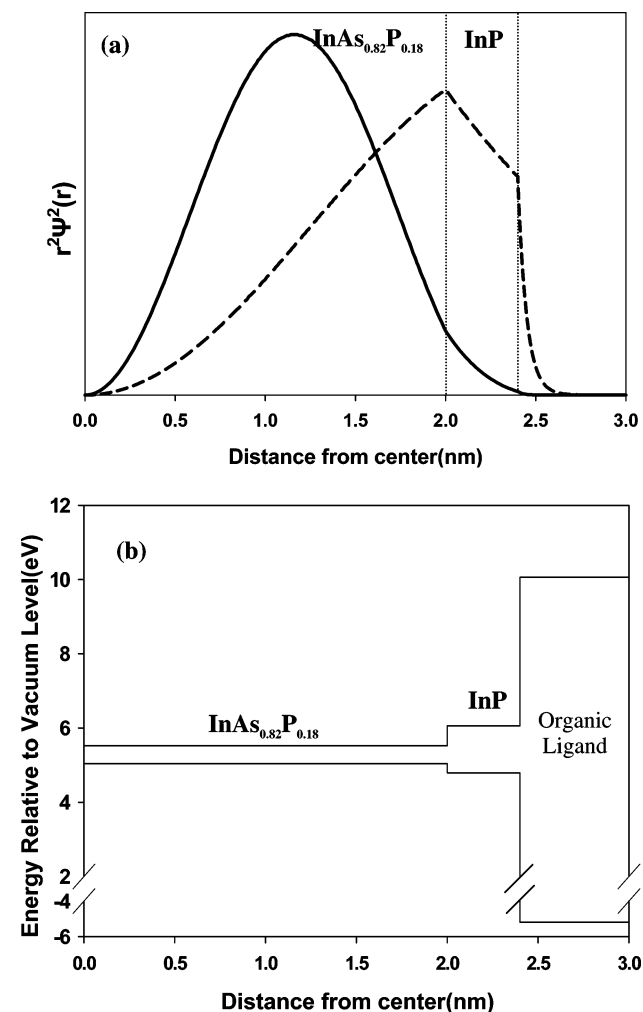 (a)
InAs0.82P0.18
InP
r2Ψ2(r)
0.0 0.5 1.0 1.5 2.0 2.5 3.0
Distance from center(nm)
12
(b)
10
8
InP
InAs0.82P0.18
6
Organic
Ligand
4
2
-4
-6
Energy Relative to Vacuum Level(eV)
0.0 0.5 1.0 1.5 2.0 2.5 3.0
Distance from center(nm)